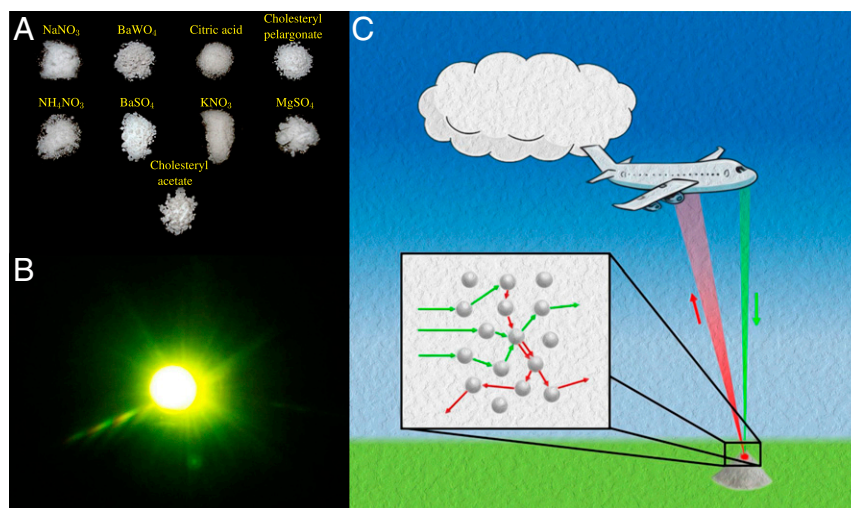 A
NaNO₃
BaWO₄
Citric acid
Cholesteryl
pelargonate
NH₄NO₃
BaSO₄
KNO₃
MgSO₄
Cholesteryl
acetate
B
C